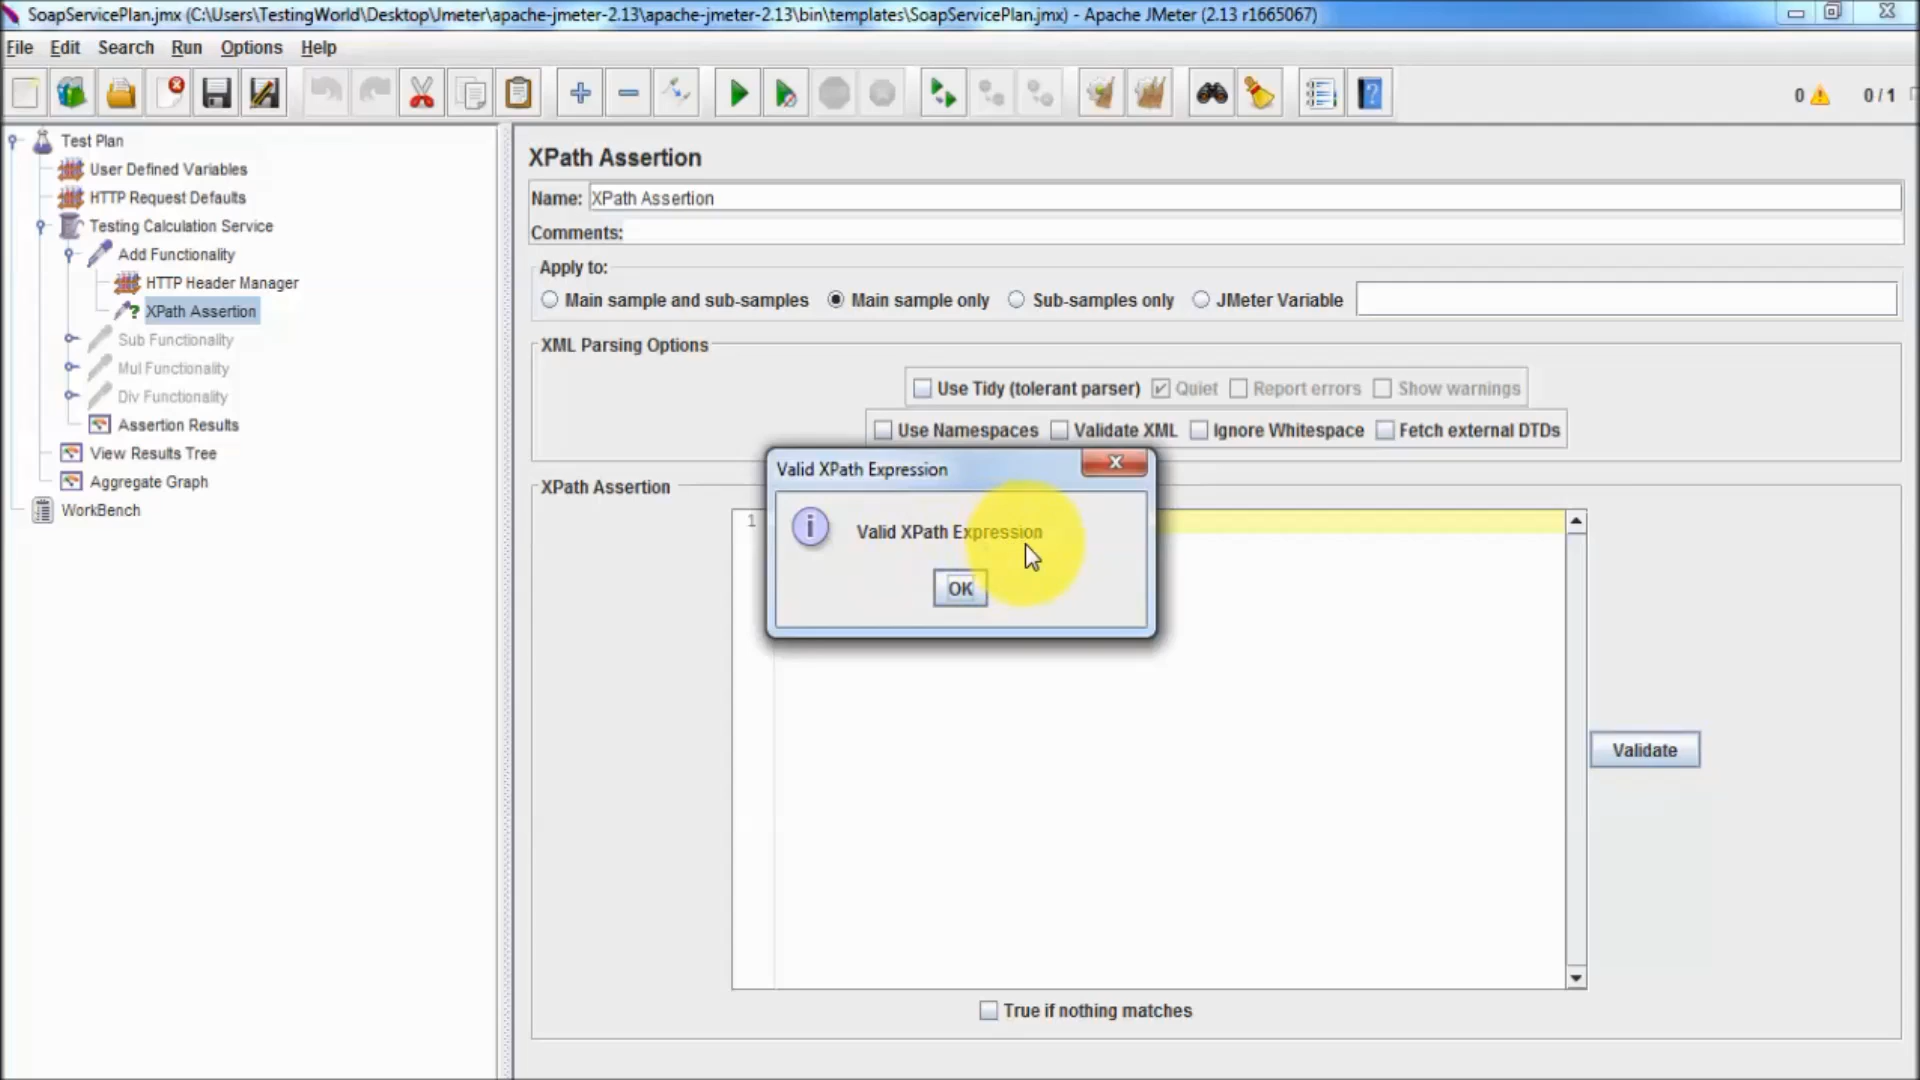 SoapServicePlan.jmx (C:\Users\TestingWorld\Desktop\Jmeter\apache-jmeter-2.13\apache-jmeter-2.13\bin\templates\SoapServicePlan.jmx) - Apache JMeter (2.13 r1665067)
File Edit Search Run Options Help
0 0 / 1
Test Plan
User Defined Variables
HTTP Request Defaults
Testing Calculation Service
Add Functionality
HTTP Header Manager
XPath Assertion
Sub Functionality
Mul Functionality
Div Functionality
Assertion Results
View Results Tree
Aggregate Graph
WorkBench
XPath Assertion
Name: XPath Assertion
Comments:
Apply to:
Main sample and sub-samples Main sample only Sub-samples only JMeter Variable
XML Parsing Options
Use Tidy (tolerant parser) Quiet Report errors Show warnings
Use Namespaces Validate XML Ignore Whitespace Fetch external DTDs
XPath Assertion
1
Valid XPath Expression
Valid XPath Expression
OK
Validate
True if nothing matches